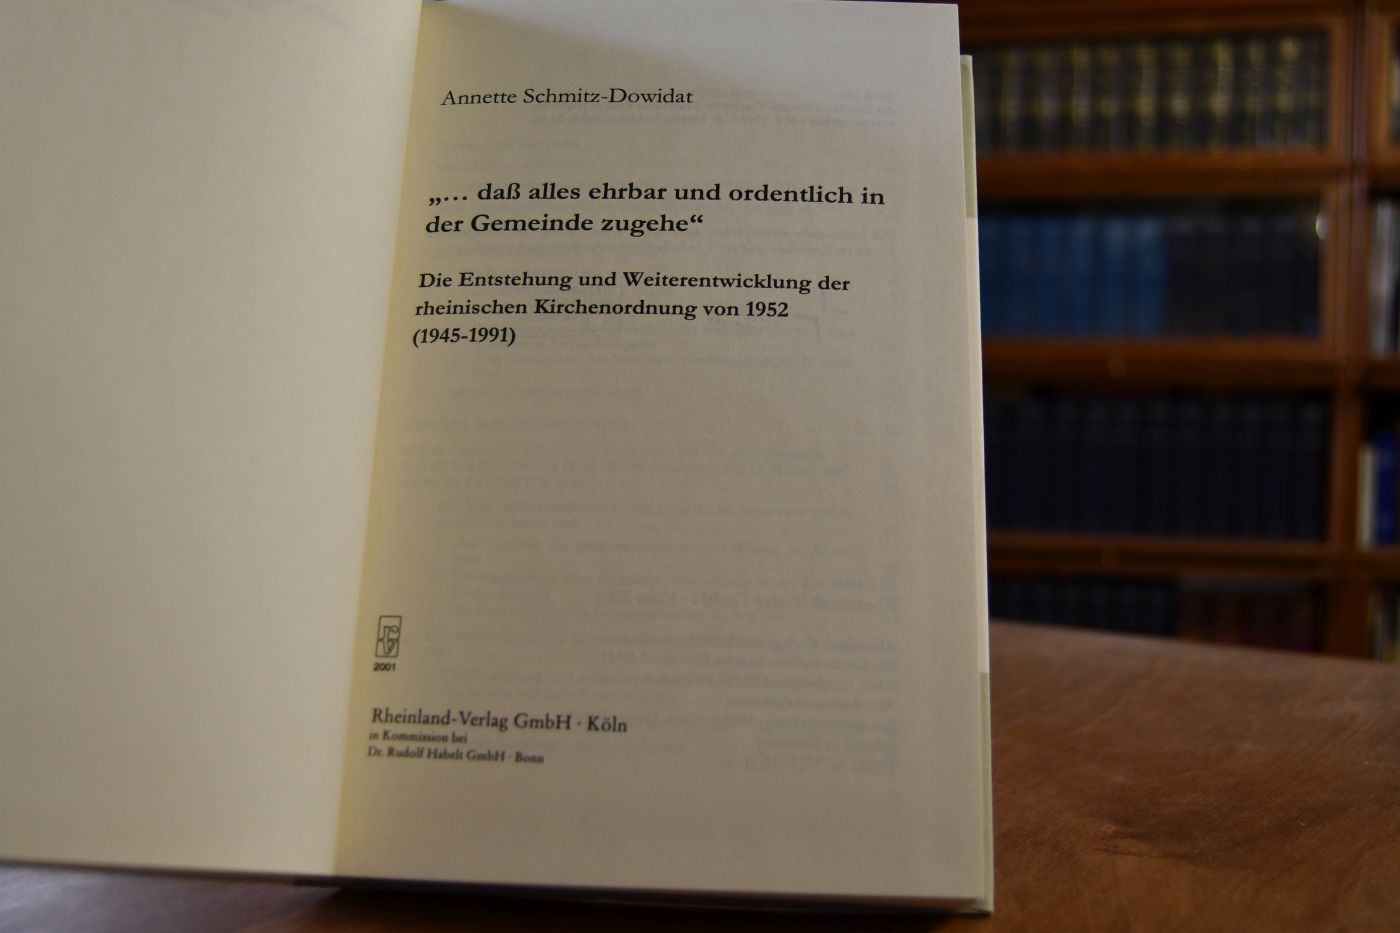 Annette Schmitz-Dowidat
„... daß alles ehrbar und ordentlich in
der Gemeinde zugehe“
Die Entstehung und Weiterentwicklung der
rheinischen Kirchenordnung von 1952
(1945-1991)
2001
Rheinland-Verlag GmbH · Köln
in Kommission bei
Dr. Rudolf Habelt GmbH · Bonn